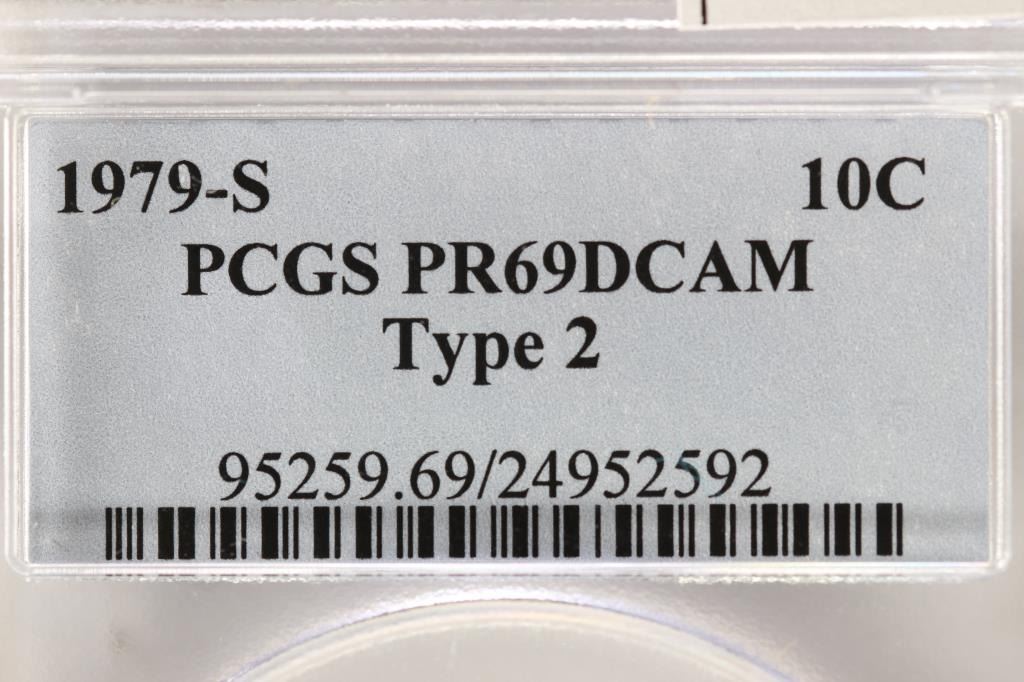 1979-S 10C
PCGS PR69DCAM
Type 2
95259.69/24952592